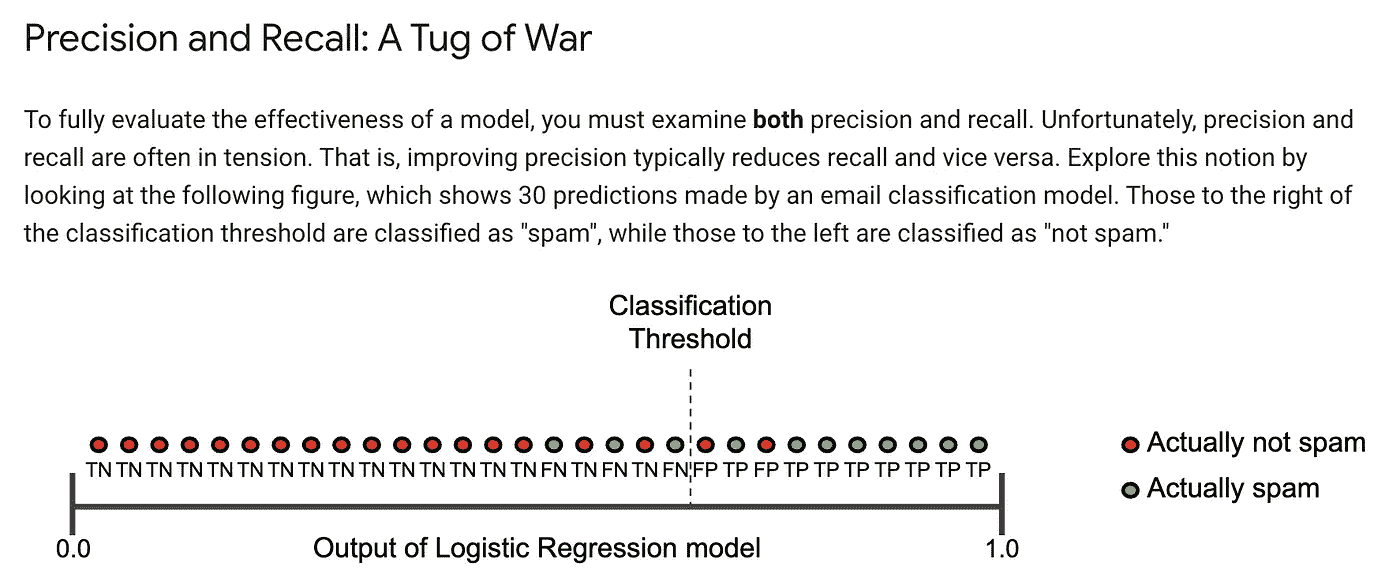 Precision and Recall: A Tug of War
To fully evaluate the effectiveness of a model, you must examine both precision and recall. Unfortunately, precision and
recall are often in tension. That is, improving precision typically reduces recall and vice versa. Explore this notion by
looking at the following figure, which shows 30 predictions made by an email classification model. Those to the right of
the classification threshold are classified as "spam", while those to the left are classified as "not spam."
Classification
Threshold
TN TN TN TN TN TN TN TN TN TN TN TN TN TN TN FN TN FN TN FN FP TP FP TP TP TP TP TP TP TP
Actually not spam
Actually spam
0.0 Output of Logistic Regression model 1.0